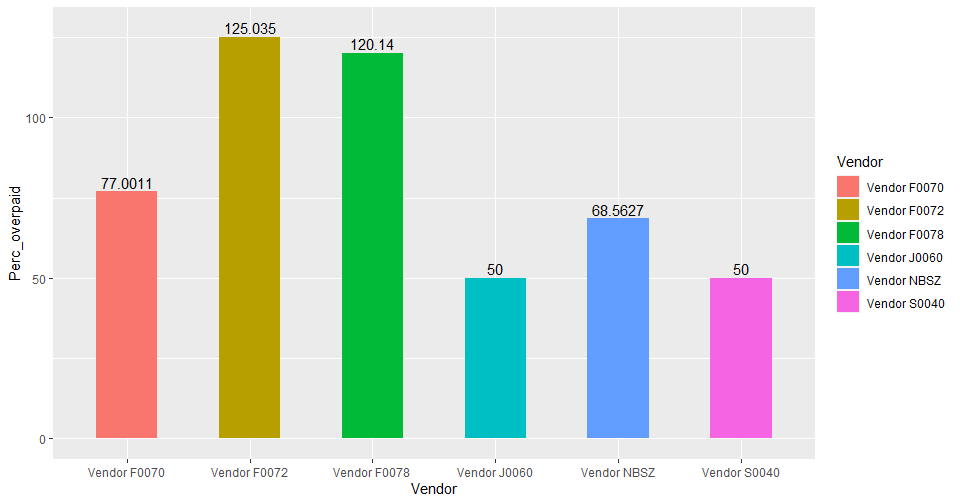 125.035
120.14
77.0011
68.5627
50
50
100
50
0
Perc_overpaid
Vendor F0070 Vendor F0072 Vendor F0078 Vendor J0060 Vendor NBSZ Vendor S0040
Vendor
Vendor
Vendor F0070
Vendor F0072
Vendor F0078
Vendor J0060
Vendor NBSZ
Vendor S0040